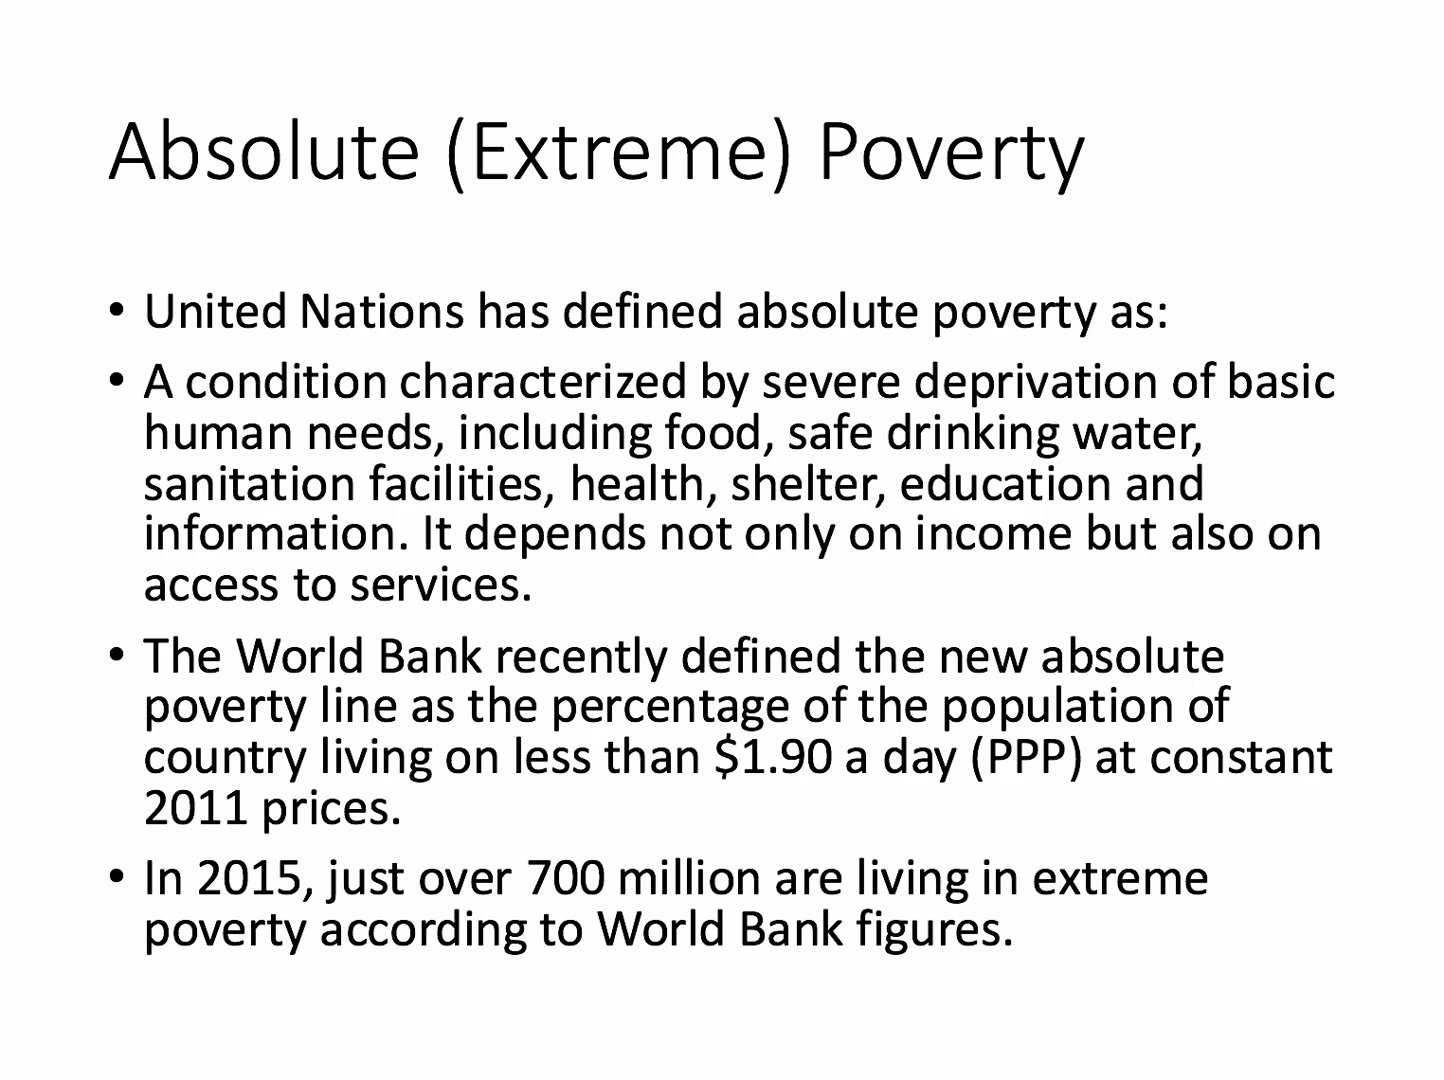 Absolute (Extreme) Poverty
• United Nations has defined absolute poverty as:
• A condition characterized by severe deprivation of basic
human needs, including food, safe drinking water,
sanitation facilities, health, shelter, education and
information. It depends not only on income but also on
access to services.
• The World Bank recently defined the new absolute
poverty line as the percentage of the population of
country living on less than $1.90 a day (PPP) at constant
2011 prices.
• In 2015, just over 700 million are living in extreme
poverty according to World Bank figures.